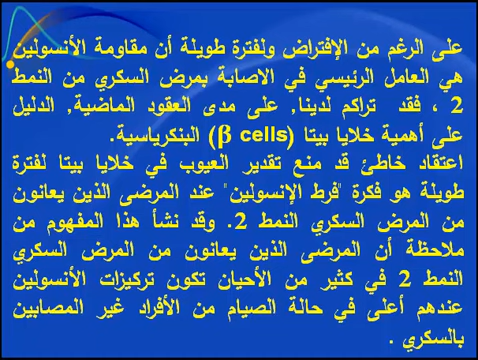 على الرغم من الإفتراض ولفترة طويلة أن مقاومة الأنسولين
هي العامل الرئيسي في الاصابة بمرض السكري من النمط
2 ، فقد تراكم لدينا, على مدى العقود الماضية, الدليل
على أهمية خلايا بيتا (β cells) البنكرياسية.
اعتقاد خاطئ قد منع تقدير العيوب في خلايا بيتا لفترة
طويلة هو فكرة "فرط الإنسولين" عند المرضى الذين يعانون
من المرض السكري النمط 2. وقد نشأ هذا المفهوم من
ملاحظة أن المرضى الذين يعانون من المرض السكري
النمط 2 في كثير من الأحيان تكون تركيزات الأنسولين
عندهم أعلى في حالة الصيام من الأفراد غير المصابين
بالسكري .